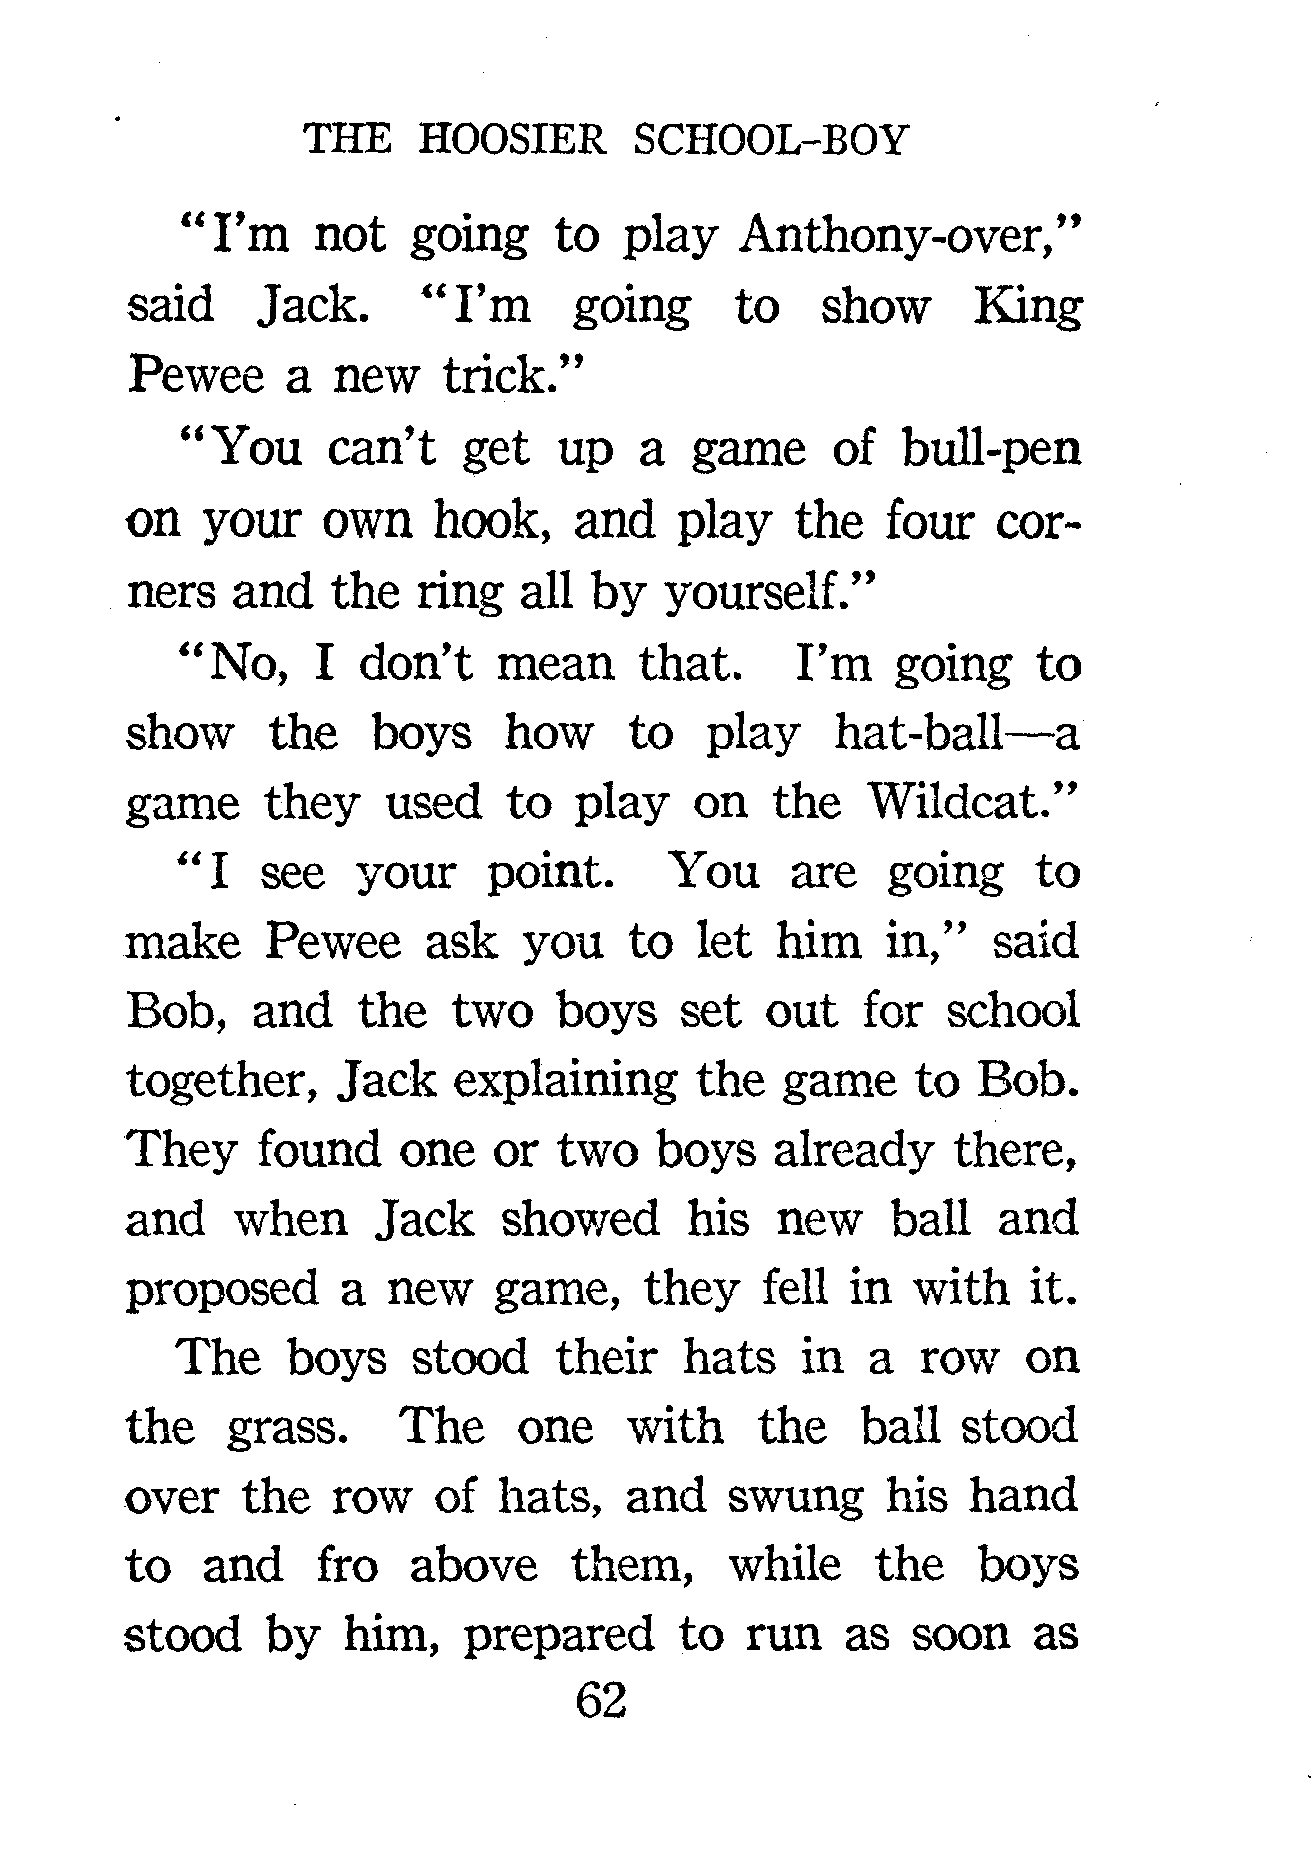 THE HOOSIER SCHOOL-BOY
"I'm not going to play Anthony-over,"
said Jack. "I'm going to show King
Pewee a new trick."
"You can't get up a game of bull-pen
on your own hook, and play the four cor-
ners and the ring all by yourself."
"No, I don't mean that. I'm going to
show the boys how to play hat-ball—a
game they used to play on the Wildcat."
"I see your point. You are going to
make Pewee ask you to let him in," said
Bob, and the two boys set out for school
together, Jack explaining the game to Bob.
They found one or two boys already there,
and when Jack showed his new ball and
proposed a new game, they fell in with it.
The boys stood their hats in a row on
the grass. The one with the ball stood
over the row of hats, and swung his hand
to and fro above them, while the boys
stood by him, prepared to run as soon as
62